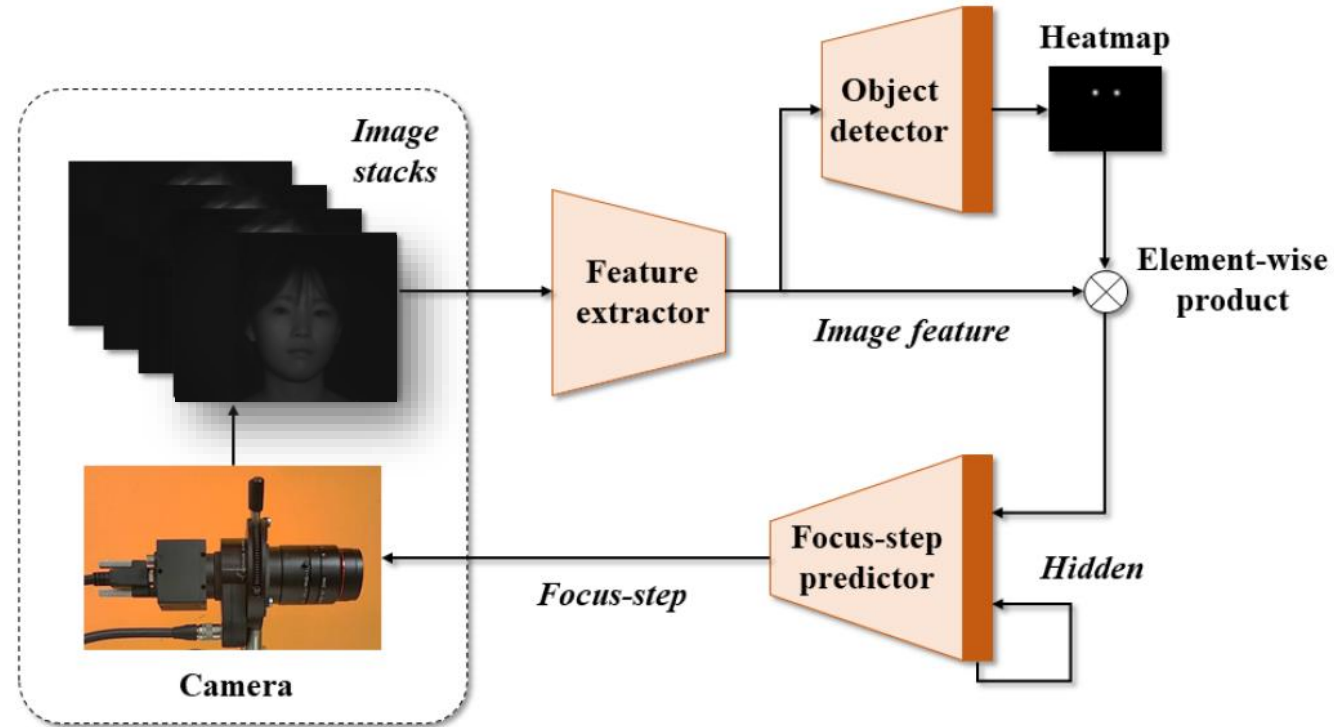 Heatmap
Object
detector
Image
stacks
Feature
extractor
Element-wise
product
Image feature
Focus-step
predictor
Hidden
Focus-step
Camera